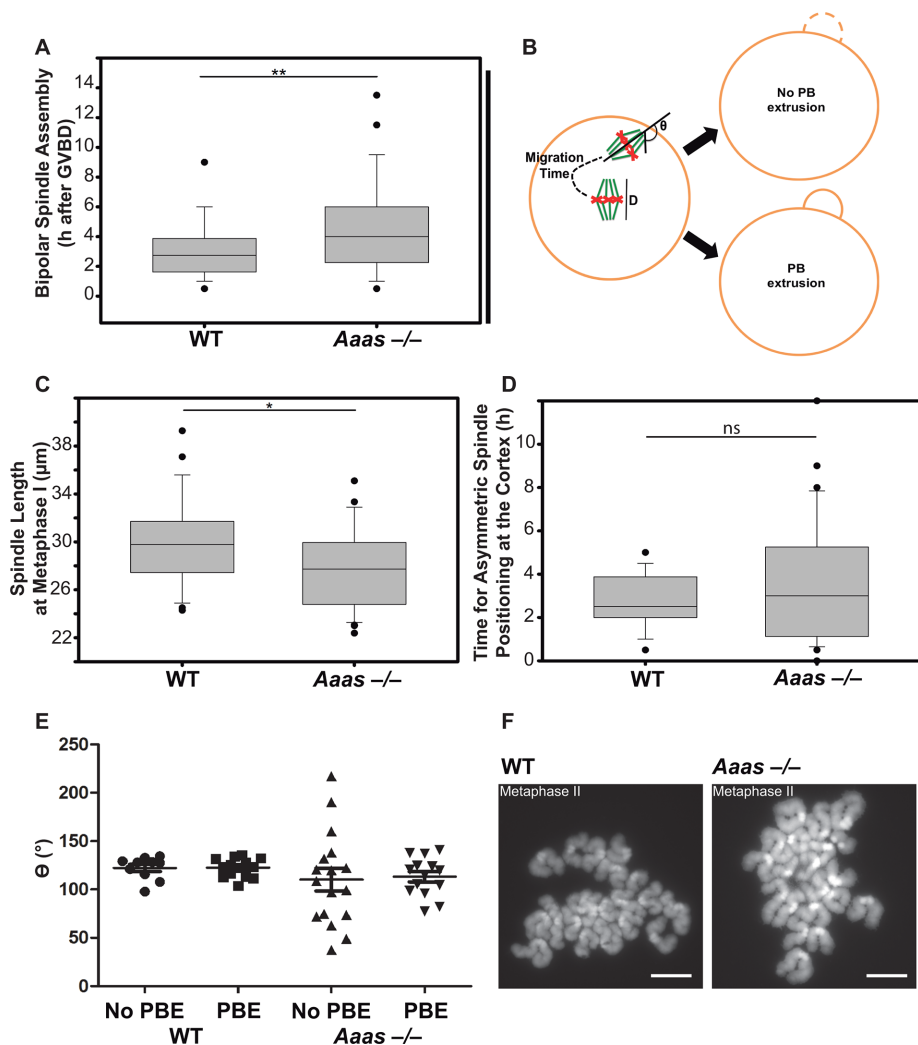 A
Bipolar Spindle Assembly
(h after GVBD)
14
12
10
8
6
4
2
0
**
WT
Aaas –/–
B
Migration
Time
θ
D
No PB
extrusion
PB
extrusion
C
Spindle Length
at Metaphase I (μm)
38
34
30
26
22
*
WT
Aaas –/–
D
Time for Asymmetric Spindle
Positioning at the Cortex (h)
10
8
6
4
2
0
ns
WT
Aaas –/–
E
Θ (°)
250
200
150
100
50
0
No PBE PBE No PBE PBE
WT Aaas –/–
F
WT
Metaphase II
Aaas –/–
Metaphase II